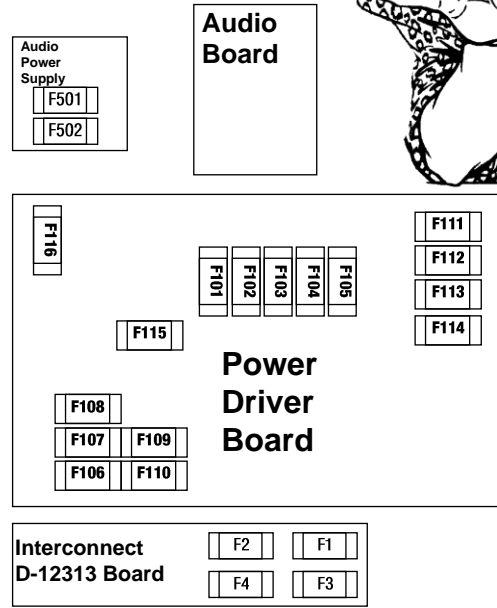 Audio
Power
Supply
F501
F502
Audio
Board
F116
F101 F102 F103 F104 F105
F111
F112
F113
F114
F115
Power
Driver
Board
F108
F107 F109
F106 F110
Interconnect
D-12313 Board
F2 F1
F4 F3